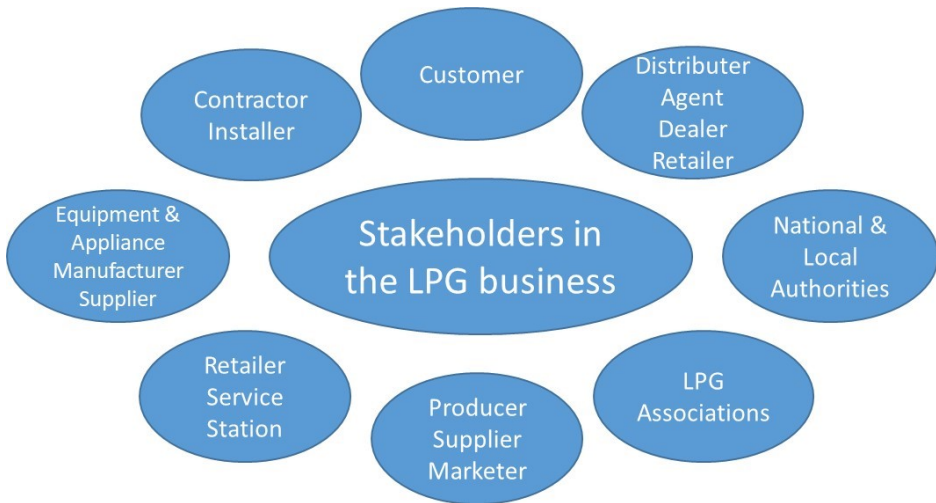 Customer
Distributer
Agent
Dealer
Retailer
Contractor
Installer
Equipment &
Appliance
Manufacturer
Supplier
Stakeholders in
the LPG business
National &
Local
Authorities
Retailer
Service
Station
Producer
Supplier
Marketer
LPG
Associations